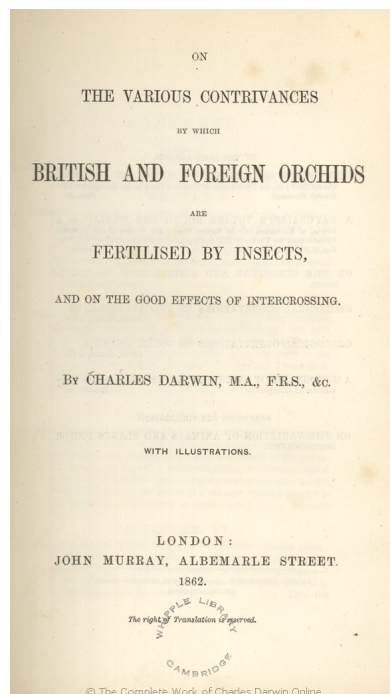 ON
THE VARIOUS CONTRIVANCES
BY WHICH
BRITISH AND FOREIGN ORCHIDS
ARE
FERTILISED BY INSECTS,
AND ON THE GOOD EFFECTS OF INTERCROSSING.
BY CHARLES DARWIN, M.A., F.R.S., &c.
WITH ILLUSTRATIONS.
LONDON:
JOHN MURRAY, ALBEMARLE STREET.
1862.
WHIPPLE LIBRARY
The right of Translation is reserved.
CAMBRIDGE
© The Complete Work of Charles Darwin Online